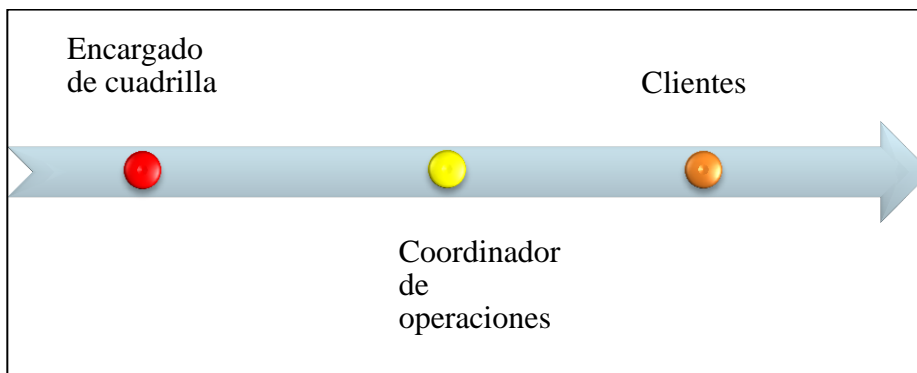 Encargado
de cuadrilla
Clientes
Coordinador
de
operaciones